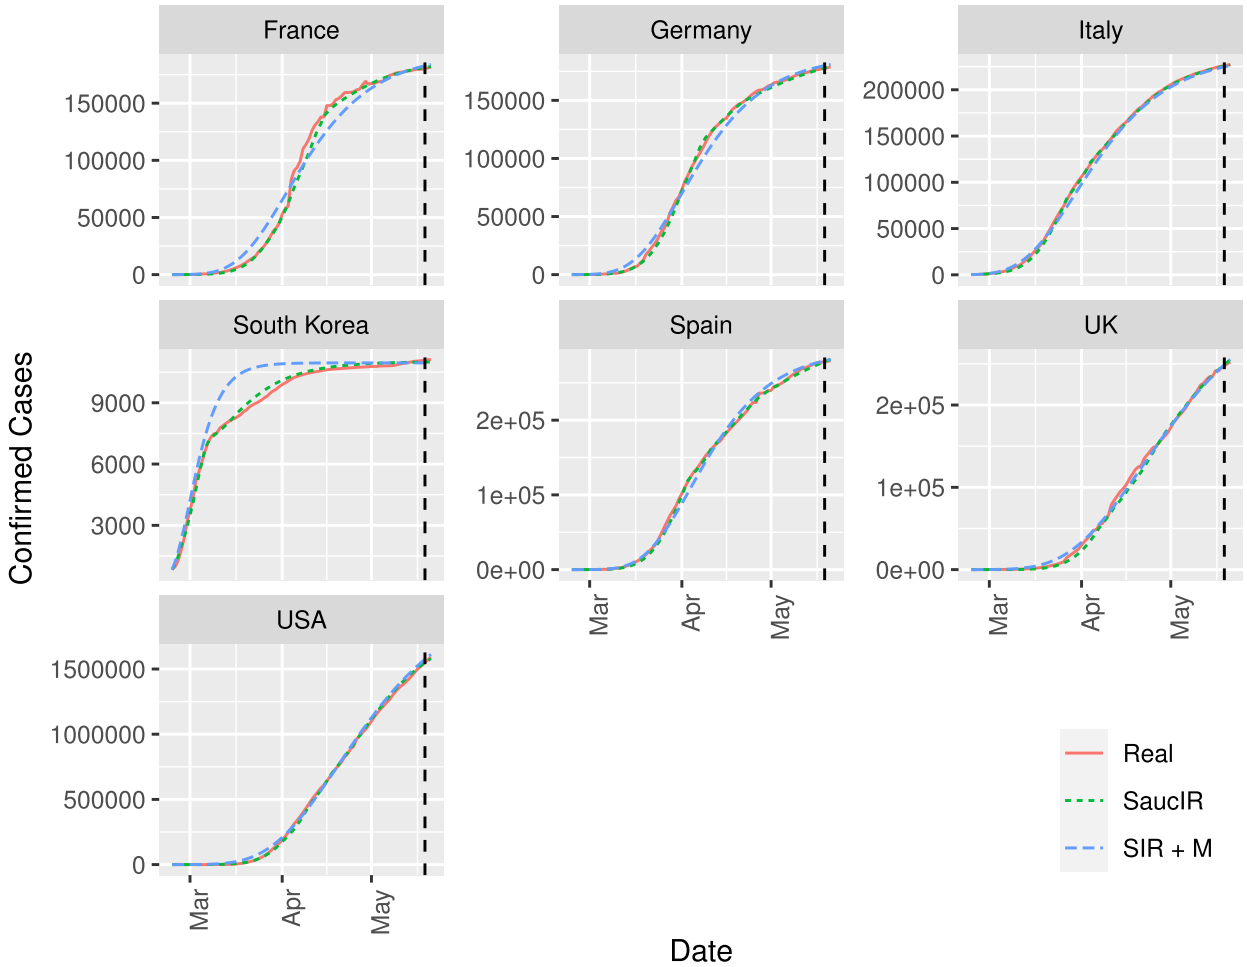 France
Germany
Italy
150000
100000
50000
0
150000
100000
50000
0
200000
150000
100000
50000
0
Confirmed Cases
South Korea
Spain
UK
9000
6000
3000
2e+05
1e+05
0e+00
2e+05
1e+05
0e+00
Mar
Apr
May
Mar
Apr
May
USA
1500000
1000000
500000
0
Mar
Apr
May
Real
SaucIR
SIR + M
Date